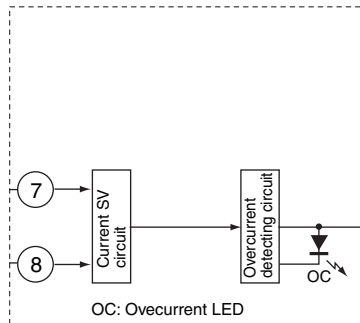 7
Current SV
circuit
8
Overcurrent
detecting circuit
OC
OC: Ovecurrent LED